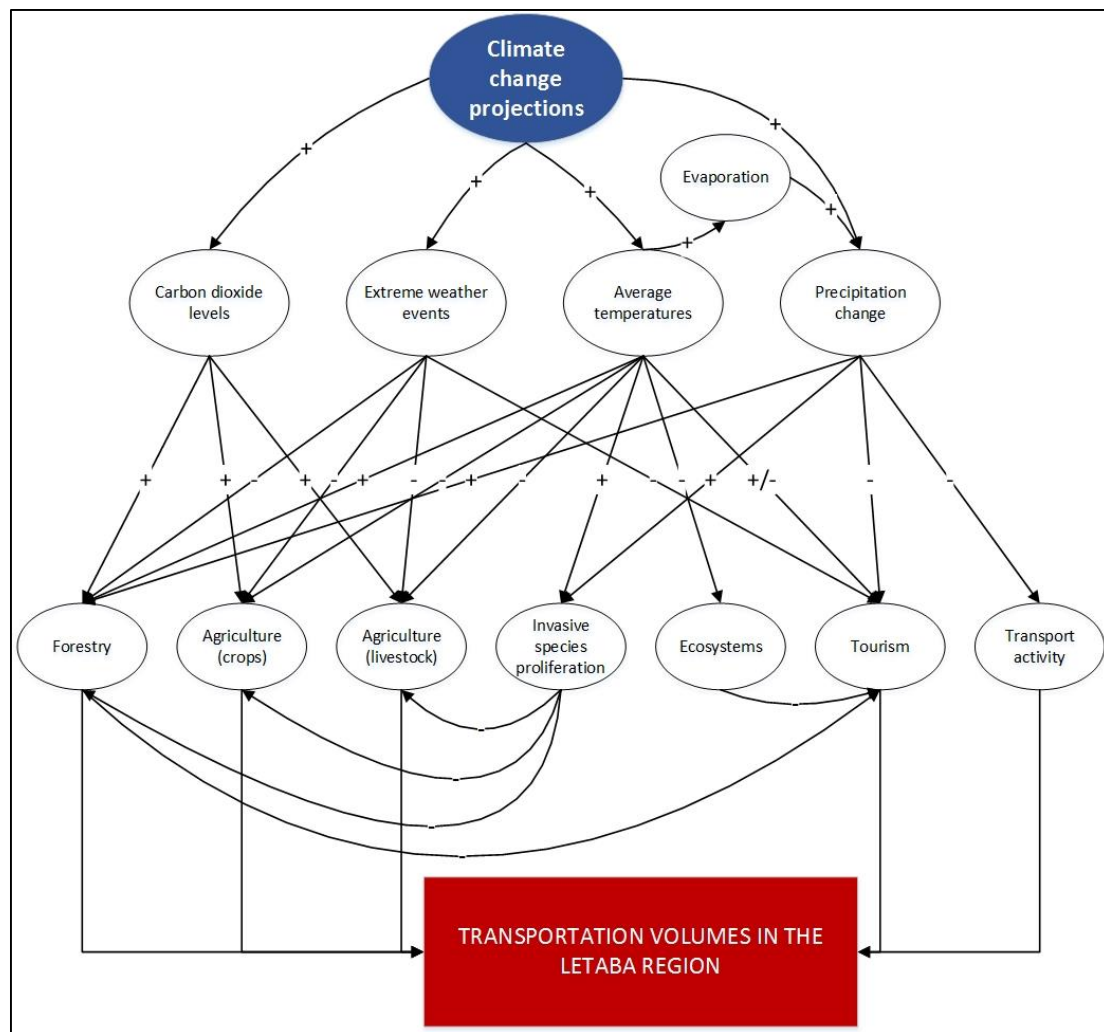 Climate
change
projections
+
+
+
+
Evaporation
+
+
Carbon dioxide
levels
Extreme weather
events
Average
temperatures
Precipitation
change
+ + - + - + - - + - + - - + +/- - -
Forestry
Agriculture
(crops)
Agriculture
(livestock)
Invasive
species
proliferation
Ecosystems
Tourism
Transport
activity
-
-
-
-
-
TRANSPORTATION VOLUMES IN THE
LETABA REGION